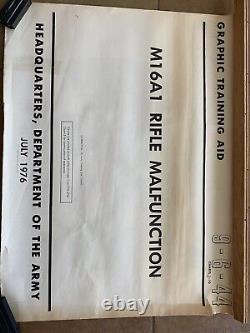 GRAPHIC TRAINING AID
9-6-44
M16A1 RIFLE MALFUNCTION
HEADQUARTERS, DEPARTMENT OF THE ARMY
JULY 1976